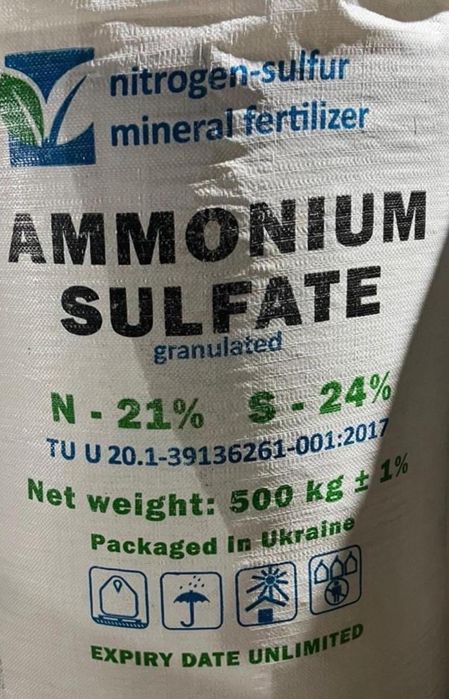 nitrogen-sulfur
mineral fertilizer
AMMONIUM
SULFATE
granulated
N - 21% S - 24%
TU U 20.1-39136261-001:2017
Net weight: 500 kg ± 1%
Packaged in Ukraine
EXPIRY DATE UNLIMITED